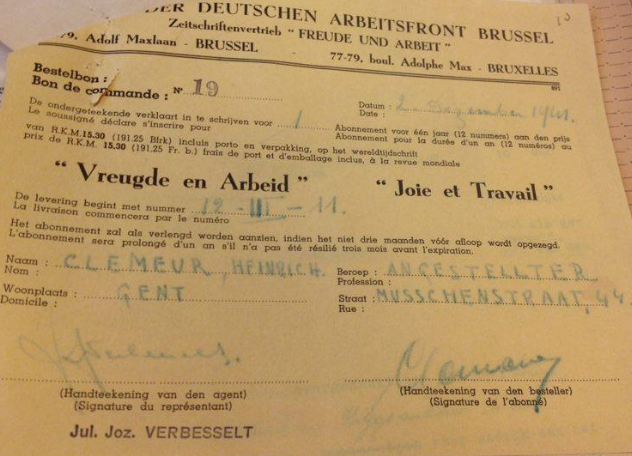 DER DEUTSCHEN ARBEITSFRONT BRUSSEL
Zeitschriftenvertrieb " FREUDE UND ARBEIT "
79, Adolf Maxlaan - BRUSSEL 77-79, boul. Adolphe Max - BRUXELLES
Bestelbon :
Bon de commande : N° 19
Datum :
Date : 2. Dezember 1941.
De ondergeteekende verklaart in te schrijven voor 1 Abonnement voor één jaar (12 nummers) aan den prijs
Le soussigné déclare s'inscrire pour Abonnement pour la durée d'un an (12 numéros) au
van R.K.M. 15.30 (191.25 Bfrk) incluis porto en verpakking, op het wereldtijdschrift
prix de R.K.M. 15.30 (191.25 Fr. b.) frais de port et d'emballage inclus, à la revue mondiale
" Vreugde en Arbeid " " Joie et Travail "
De levering begint met nummer 12 - III - 11.
La livraison commencera par le numéro
Het abonnement zal als verlengd worden aanzien, indien het niet drie maanden vóór afloop wordt opgezegd.
L'abonnement sera prolongé d'un an s'il n'a pas été résilié trois mois avant l'expiration.
Naam : CLEMEUR, HEINRICH. Beroep : ANGESTELLTER
Nom : Profession :
Woonplaats : GENT Straat : MUSSCHENSTRAAT, 44
Domicile : Rue :
(Handteekening van den agent) (Handteekening van den besteller)
(Signature du représentant) (Signature de l'abonné)
Jul. Joz. VERBESSELT